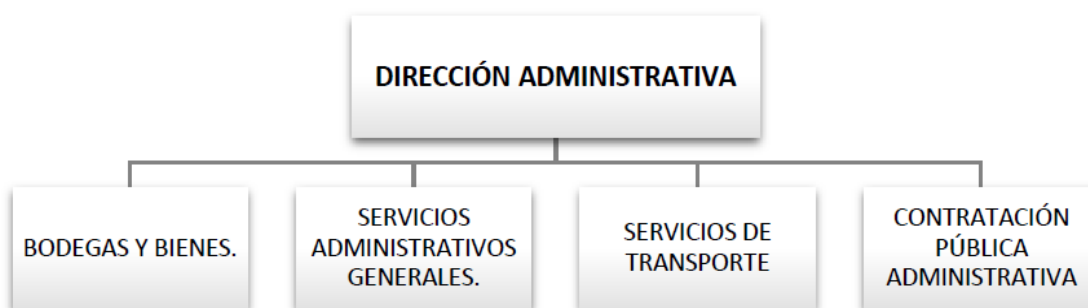 DIRECCIÓN ADMINISTRATIVA
BODEGAS Y BIENES.
SERVICIOS
ADMINISTRATIVOS
GENERALES.
SERVICIOS DE
TRANSPORTE
CONTRATACIÓN
PÚBLICA
ADMINISTRATIVA